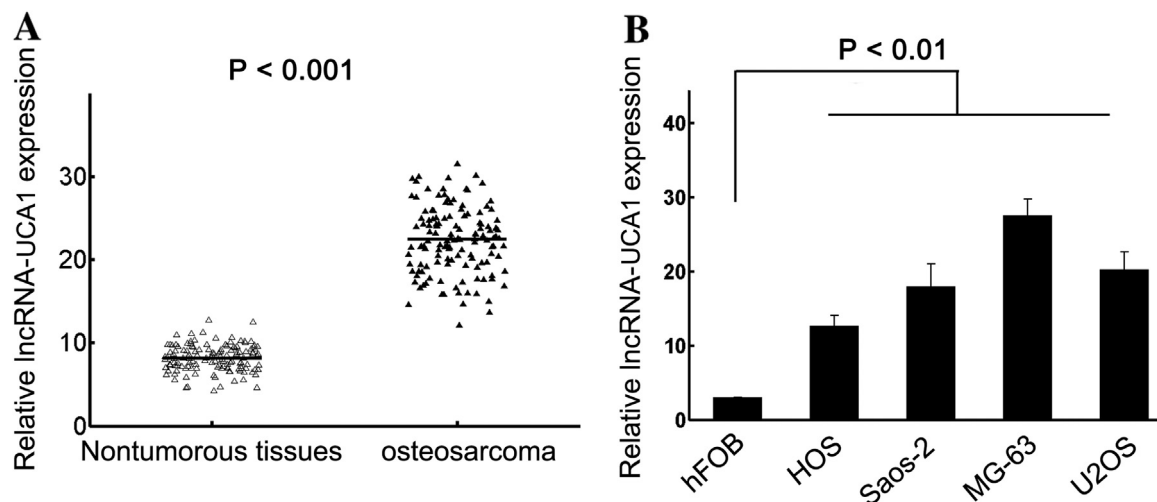 A
Relative lncRNA-UCA1 expression
P < 0.001
30
20
10
0
Nontumorous tissues
osteosarcoma
B
Relative lncRNA-UCA1 expression
P < 0.01
40
30
20
10
0
hFOB
HOS
Saos-2
MG-63
U2OS